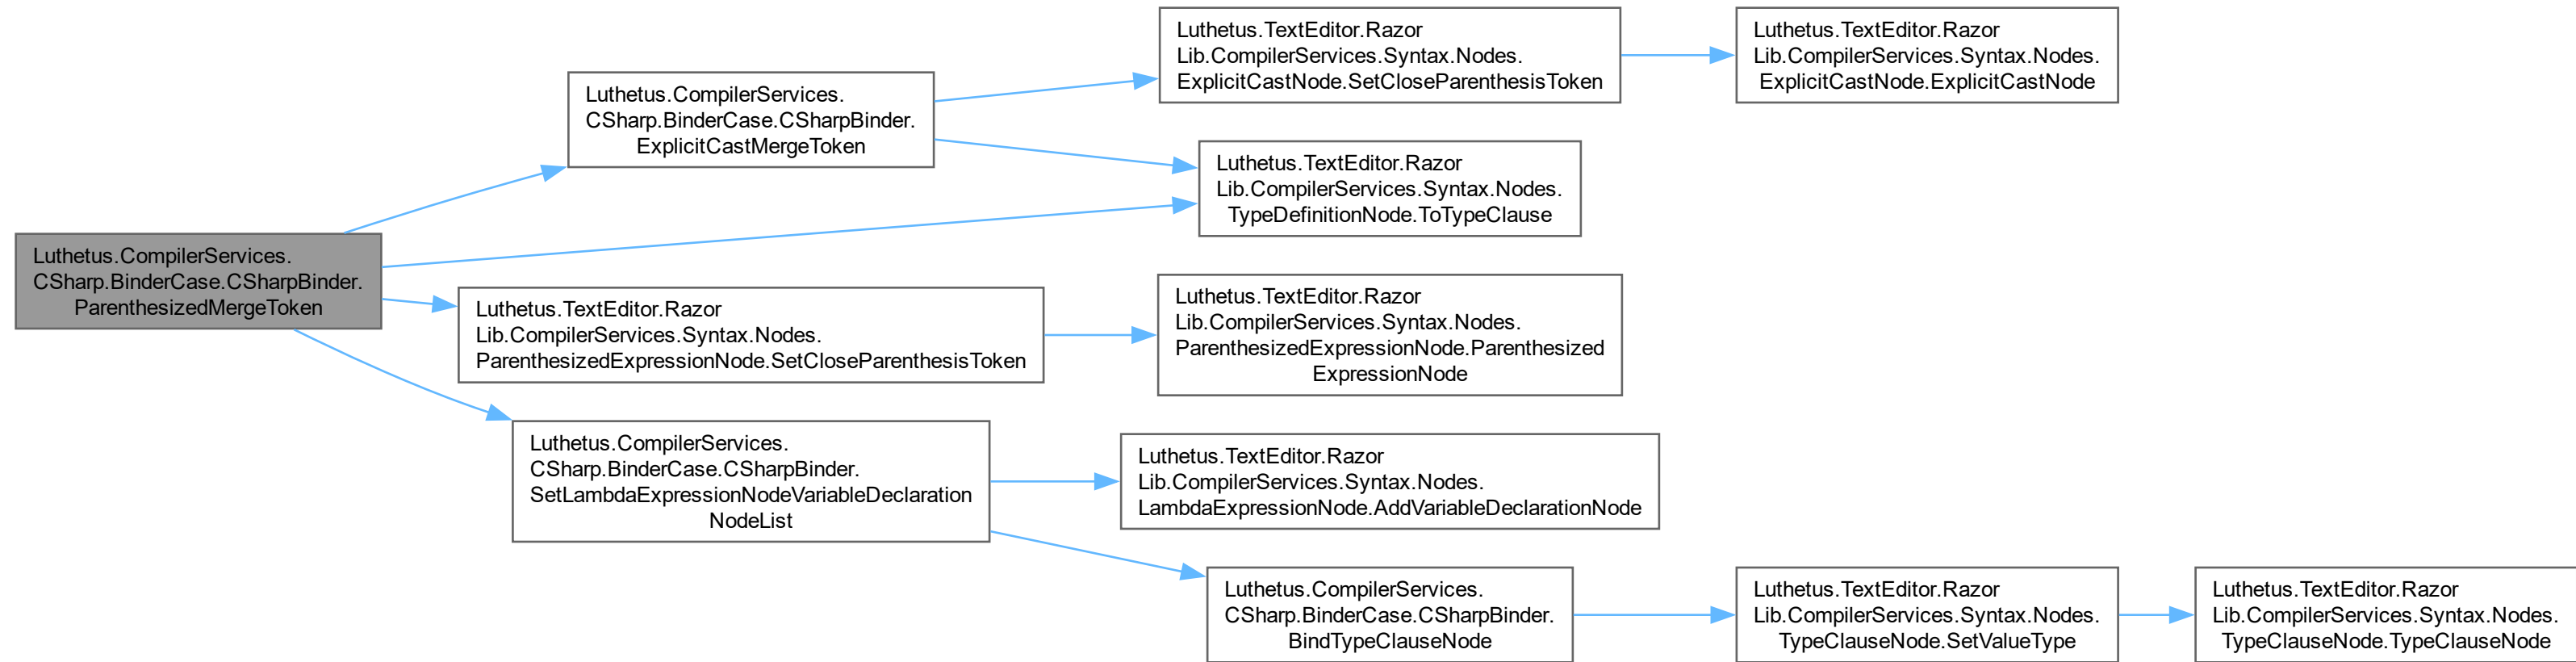 Luthetus.CompilerServices.
CSharp.BinderCase.CSharpBinder.
ParenthesizedMergeToken
Luthetus.CompilerServices.
CSharp.BinderCase.CSharpBinder.
ExplicitCastMergeToken
Luthetus.TextEditor.Razor
Lib.CompilerServices.Syntax.Nodes.
ExplicitCastNode.SetCloseParenthesisToken
Luthetus.TextEditor.Razor
Lib.CompilerServices.Syntax.Nodes.
ExplicitCastNode.ExplicitCastNode
Luthetus.TextEditor.Razor
Lib.CompilerServices.Syntax.Nodes.
TypeDefinitionNode.ToTypeClause
Luthetus.TextEditor.Razor
Lib.CompilerServices.Syntax.Nodes.
ParenthesizedExpressionNode.SetCloseParenthesisToken
Luthetus.TextEditor.Razor
Lib.CompilerServices.Syntax.Nodes.
ParenthesizedExpressionNode.Parenthesized
ExpressionNode
Luthetus.CompilerServices.
CSharp.BinderCase.CSharpBinder.
SetLambdaExpressionNodeVariableDeclaration
NodeList
Luthetus.TextEditor.Razor
Lib.CompilerServices.Syntax.Nodes.
LambdaExpressionNode.AddVariableDeclarationNode
Luthetus.CompilerServices.
CSharp.BinderCase.CSharpBinder.
BindTypeClauseNode
Luthetus.TextEditor.Razor
Lib.CompilerServices.Syntax.Nodes.
TypeClauseNode.SetValueType
Luthetus.TextEditor.Razor
Lib.CompilerServices.Syntax.Nodes.
TypeClauseNode.TypeClauseNode